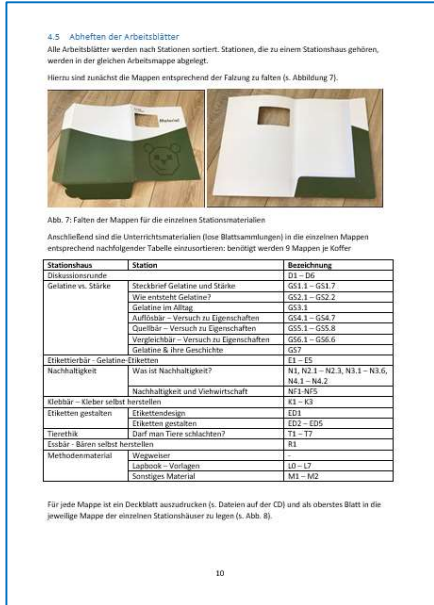 4.5 Abheften der Arbeitsblätter
Alle Arbeitsblätter werden nach Stationen sortiert. Stationen, die zu einem Stationshaus gehören,
werden in der gleichen Arbeitsmappe abgelegt.
Hierzu sind zunächst die Mappen entsprechend der Falzung zu falten (s. Abbildung 7).
Material
Abb. 7: Falten der Mappen für die einzelnen Stationsmaterialien
Anschließend sind die Unterrichtsmaterialien (lose Blattsammlungen) in die einzelnen Mappen
entsprechend nachfolgender Tabelle einzusortieren: benötigt werden 9 Mappen je Koffer
Stationshaus Station Bezeichnung
Diskussionsrunde D1 – D6
Gelatine vs. Stärke Steckbrief Gelatine und Stärke GS1.1 – GS1.7
Wie entsteht Gelatine? GS2.1 – GS2.2
Gelatine im Alltag GS3.1
Auflösbär – Versuch zu Eigenschaften GS4.1 – GS4.7
Quellbär – Versuch zu Eigenschaften GS5.1 – GS5.8
Vergleichbär – Versuch zu Eigenschaften GS6.1 – GS6.6
Gelatine & ihre Geschichte GS7
Etikettierbär - Gelatine-Etiketten E1 – E5
Nachhaltigkeit Was ist Nachhaltigkeit? N1, N2.1 – N2.3, N3.1 – N3.6,
N4.1 – N4.2
Nachhaltigkeit und Viehwirtschaft NF1-NF5
Klebbär – Kleber selbst herstellen K1 – K3
Etiketten gestalten Etikettendesign ED1
Etiketten gestalten ED2 – ED5
Tierethik Darf man Tiere schlachten? T1 – T7
Essbär - Bären selbst herstellen R1
Methodenmaterial Wegweiser -
Lapbook – Vorlagen L0 – L7
Sonstiges Material M1 – M2
Für jede Mappe ist ein Deckblatt auszudrucken (s. Dateien auf der CD) und als oberstes Blatt in die
jeweilige Mappe der einzelnen Stationshäuser zu legen (s. Abb. 8).
10